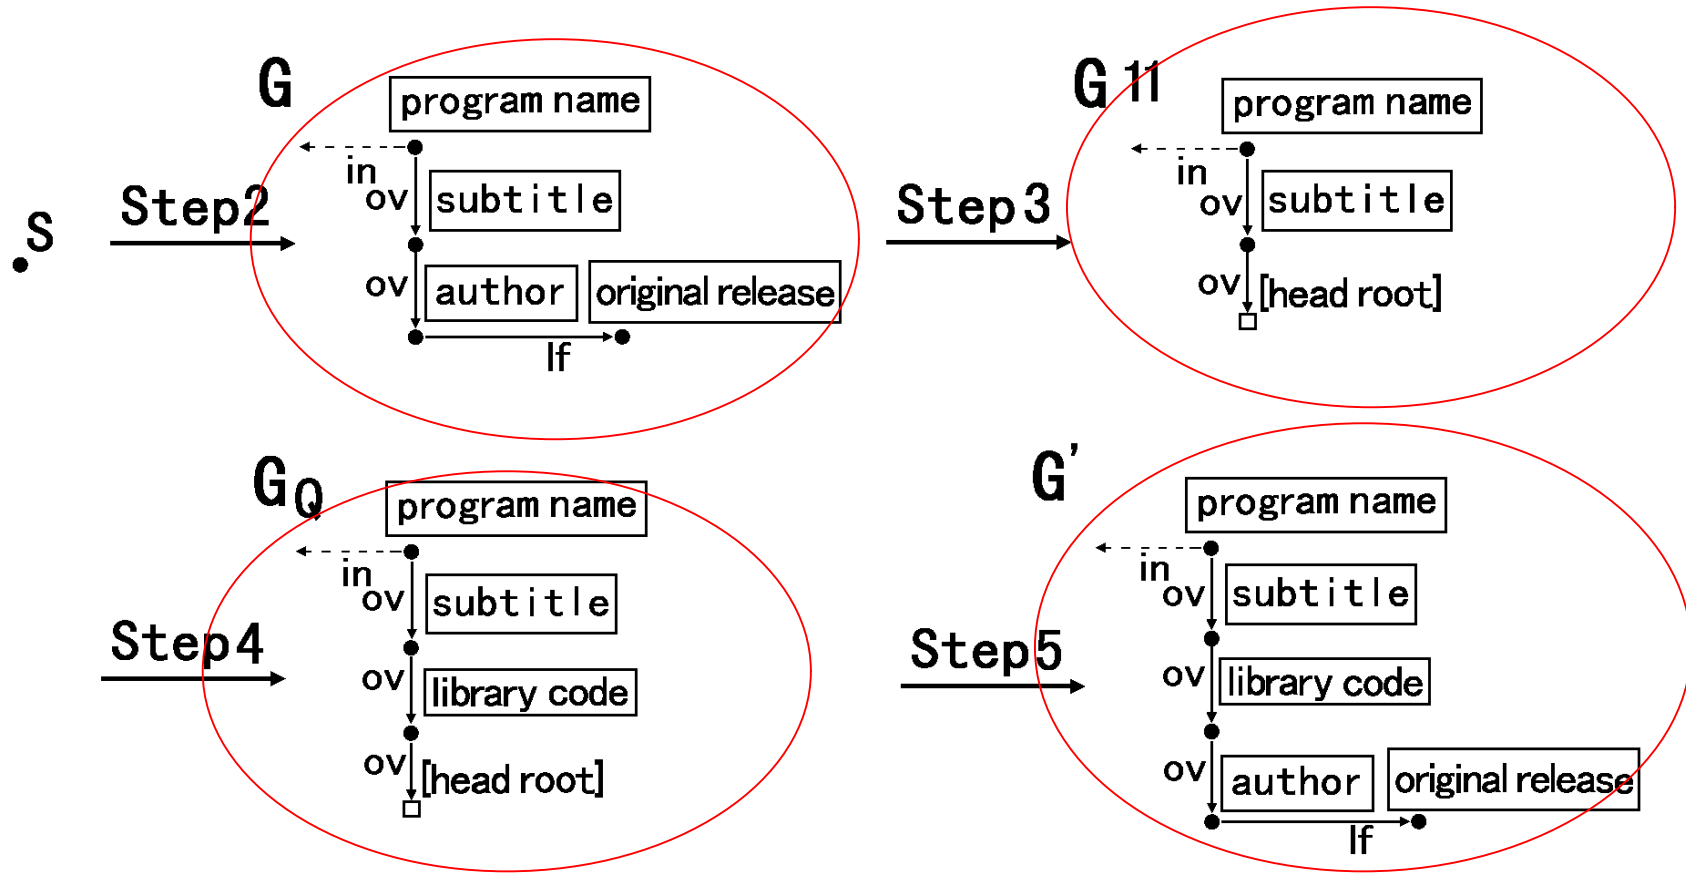 S
Step2
G
program name
in
ov
subtitle
ov
author
original release
lf
Step3
G 11
program name
in
ov
subtitle
ov
[head root]
Step4
GQ
program name
in
ov
subtitle
ov
library code
ov
[head root]
Step5
G'
program name
in
ov
subtitle
ov
library code
ov
author
original release
lf